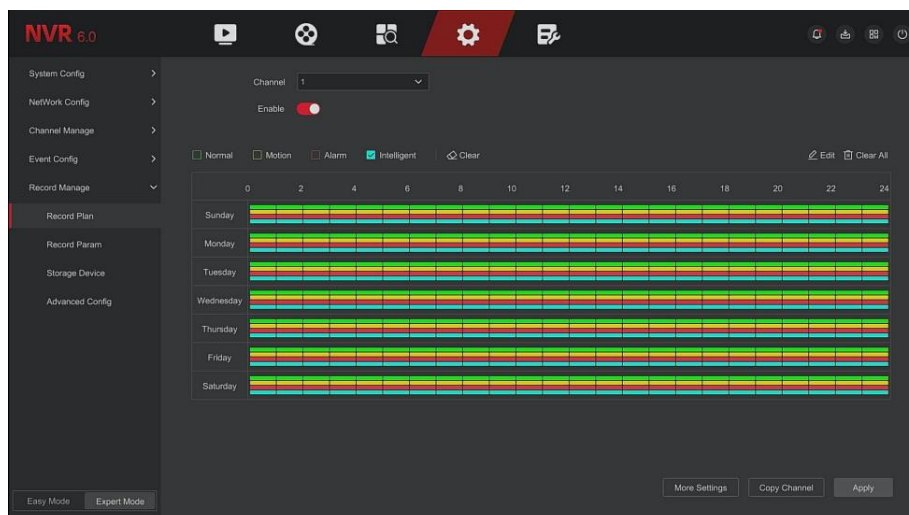 NVR 6.0
System Config
NetWork Config
Channel Manage
Event Config
Record Manage
Record Plan
Record Param
Storage Device
Advanced Config
Easy Mode Expert Mode
Channel 1
Enable
Normal Motion Alarm Intelligent Clear Edit Clear All
0 2 4 6 8 10 12 14 16 18 20 22 24
Sunday
Monday
Tuesday
Wednesday
Thursday
Friday
Saturday
More Settings Copy Channel Apply